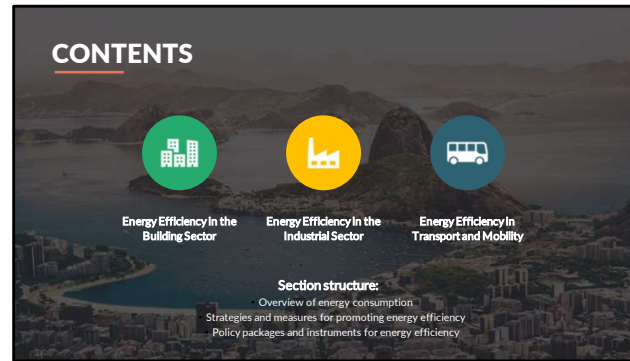 CONTENTS
Energy Efficiency in the
Building Sector
Energy Efficiency in the
Industrial Sector
Energy Efficiency in
Transport and Mobility
Section structure:
• Overview of energy consumption
• Strategies and measures for promoting energy efficiency
• Policy packages and instruments for energy efficiency